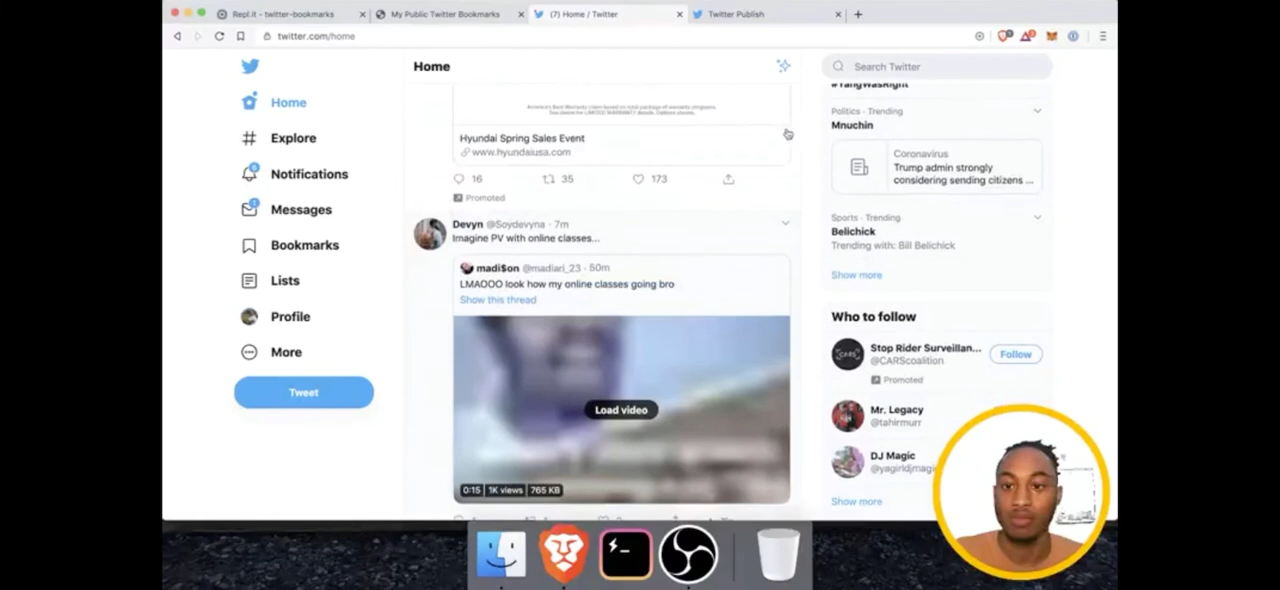 Repl.it - twitter-bookmarks
My Public Twitter Bookmarks
(7) Home / Twitter
Twitter Publish
twitter.com/home
Home
Search Twitter
Home
Explore
Notifications
Messages
Bookmarks
Lists
Profile
More
Tweet
Hyundai Spring Sales Event
www.hyundaiusa.com
16
35
173
Promoted
Devyn @Soydevyna · 7m
Imagine PV with online classes...
madi$on @madiari_23 · 50m
LMAOOO look how my online classes going bro
Show this thread
Load video
0:15 1K views 765 KB
#YangWasRight
Politics · Trending
Mnuchin
Coronavirus
Trump admin strongly
considering sending citizens ...
Sports · Trending
Belichick
Trending with: Bill Belichick
Show more
Who to follow
CARS
Stop Rider Surveillan...
@CARScoalition
Follow
Promoted
Mr. Legacy
@tahirmurr
DJ Magic
@yagirldjmagi
Show more